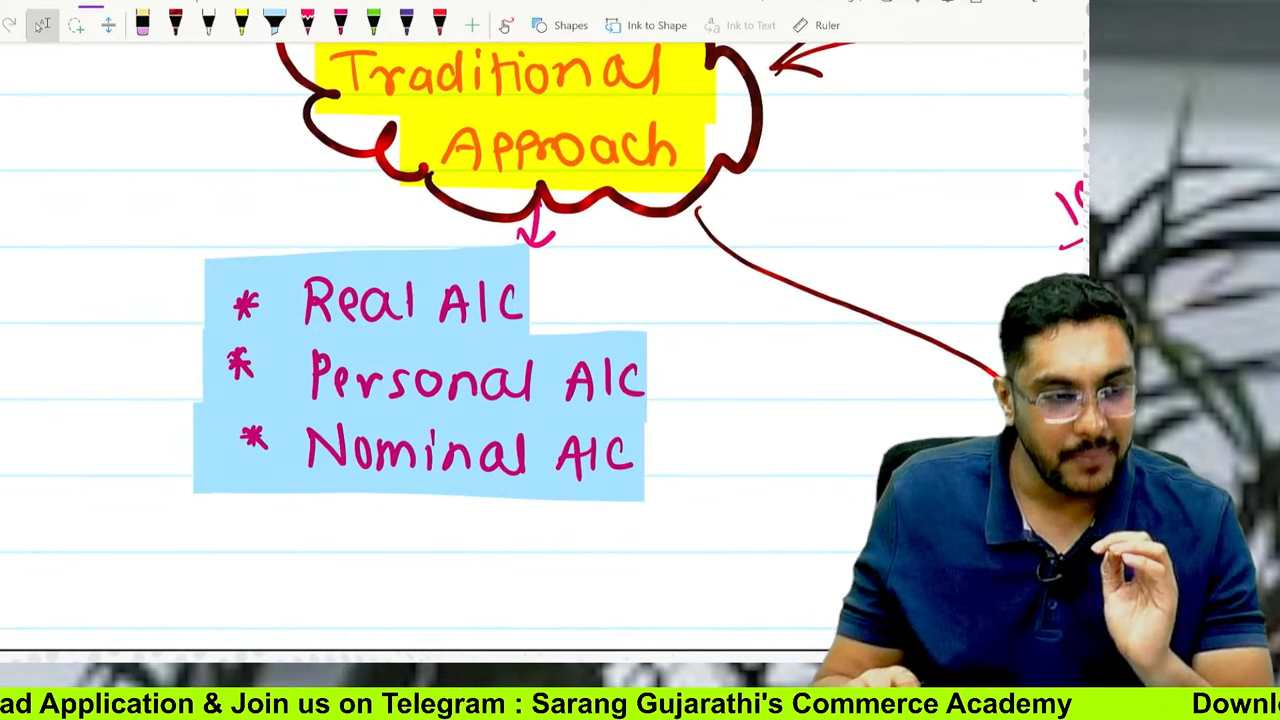 Shapes Ink to Shape Ink to Text Ruler
Traditional
Approach
* Real A/C
* Personal A/C
* Nominal A/C
ad Application & Join us on Telegram : Sarang Gujarathi's Commerce Academy Downl